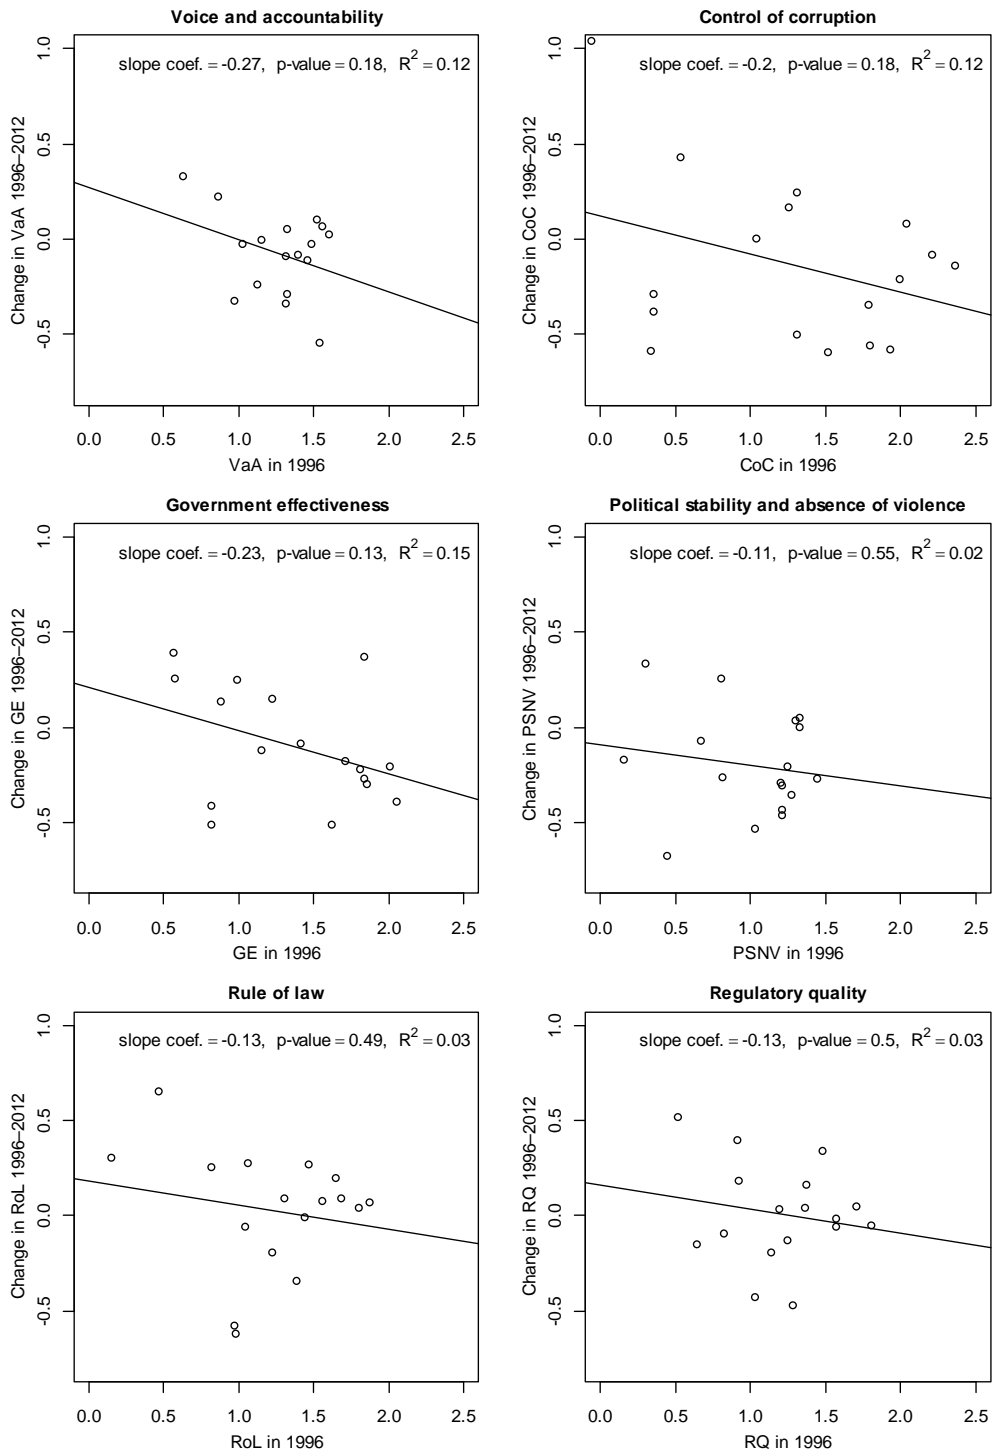 Voice and accountability
slope coef. = -0.27, p-value = 0.18, R² = 0.12
Change in VaA 1996–2012
1.0
0.5
0.0
-0.5
0.0 0.5 1.0 1.5 2.0 2.5
VaA in 1996
Control of corruption
slope coef. = -0.2, p-value = 0.18, R² = 0.12
Change in CoC 1996–2012
1.0
0.5
0.0
-0.5
0.0 0.5 1.0 1.5 2.0 2.5
CoC in 1996
Government effectiveness
slope coef. = -0.23, p-value = 0.13, R² = 0.15
Change in GE 1996–2012
1.0
0.5
0.0
-0.5
0.0 0.5 1.0 1.5 2.0 2.5
GE in 1996
Political stability and absence of violence
slope coef. = -0.11, p-value = 0.55, R² = 0.02
Change in PSNV 1996–2012
1.0
0.5
0.0
-0.5
0.0 0.5 1.0 1.5 2.0 2.5
PSNV in 1996
Rule of law
slope coef. = -0.13, p-value = 0.49, R² = 0.03
Change in RoL 1996–2012
1.0
0.5
0.0
-0.5
0.0 0.5 1.0 1.5 2.0 2.5
RoL in 1996
Regulatory quality
slope coef. = -0.13, p-value = 0.5, R² = 0.03
Change in RQ 1996–2012
1.0
0.5
0.0
-0.5
0.0 0.5 1.0 1.5 2.0 2.5
RQ in 1996